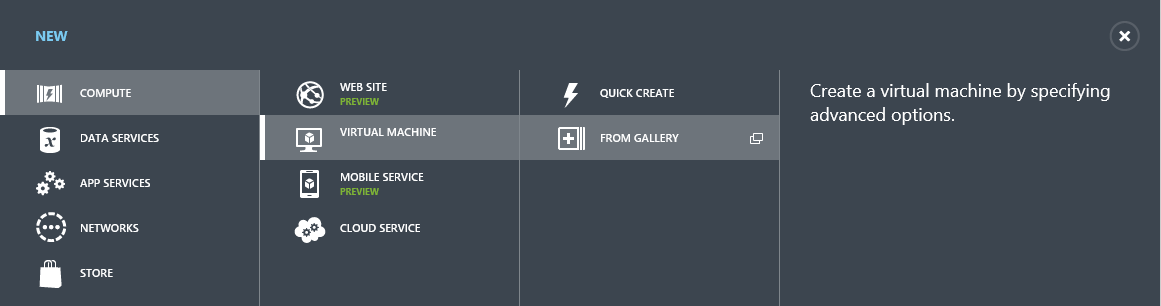 NEW
COMPUTE
DATA SERVICES
APP SERVICES
NETWORKS
STORE
WEB SITE
PREVIEW
VIRTUAL MACHINE
MOBILE SERVICE
PREVIEW
CLOUD SERVICE
QUICK CREATE
FROM GALLERY
Create a virtual machine by specifying
advanced options.